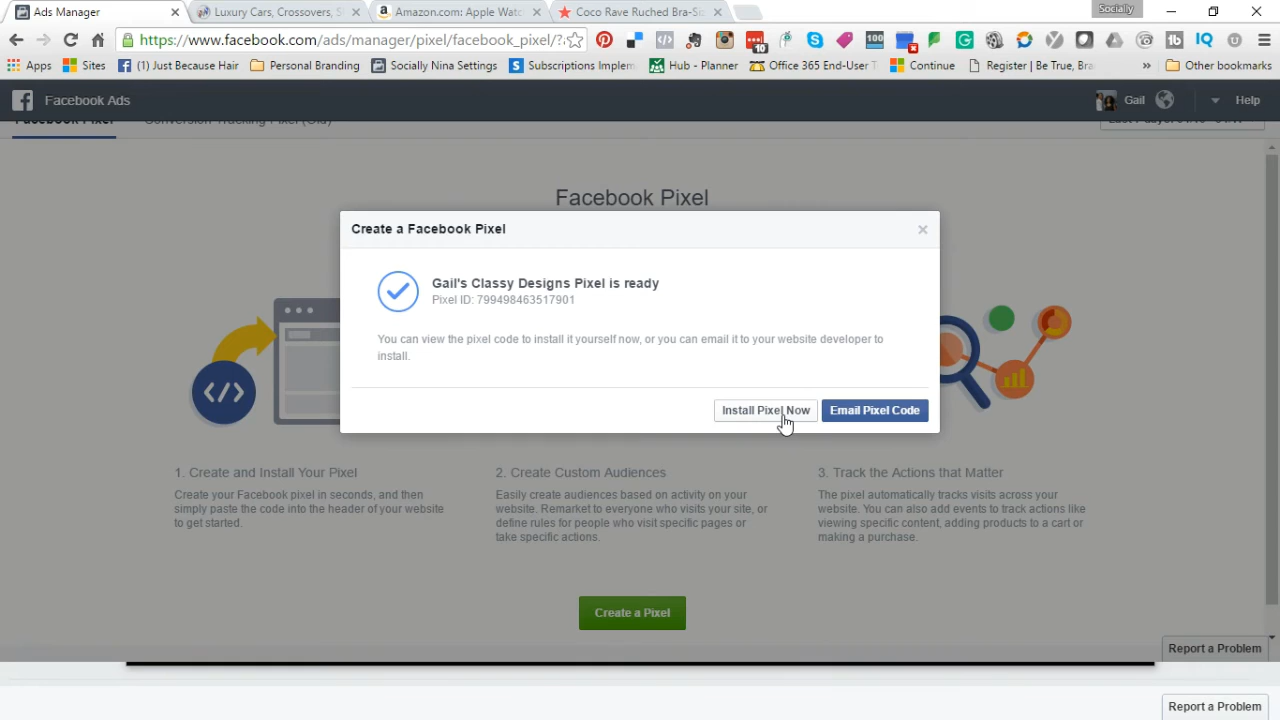 Ads Manager
Luxury Cars, Crossovers, S
Amazon.com: Apple Watc
Coco Rave Ruched Bra-Siz
Socially
https://www.facebook.com/ads/manager/pixel/facebook_pixel/?
10
100
IQ
Apps
Sites
(1) Just Because Hair
Personal Branding
Socially Nina Settings
Subscriptions Implem
Hub - Planner
Office 365 End-User T
Continue
Register | Be True, Bra
»
Other bookmarks
Facebook Ads
Gail
Help
Facebook Pixel
Conversion Tracking Pixel (Old)
Facebook Pixel
Create a Facebook Pixel
Gail's Classy Designs Pixel is ready
Pixel ID: 799498463517901
You can view the pixel code to install it yourself now, or you can email it to your website developer to
install.
Install Pixel Now
Email Pixel Code
1. Create and Install Your Pixel
Create your Facebook pixel in seconds, and then
simply paste the code into the header of your website
to get started.
2. Create Custom Audiences
Easily create audiences based on activity on your
website. Remarket to everyone who visits your site, or
define rules for people who visit specific pages or
take specific actions.
3. Track the Actions that Matter
The pixel automatically tracks visits across your
website. You can also add events to track actions like
viewing specific content, adding products to a cart or
making a purchase.
Create a Pixel
Report a Problem
Report a Problem